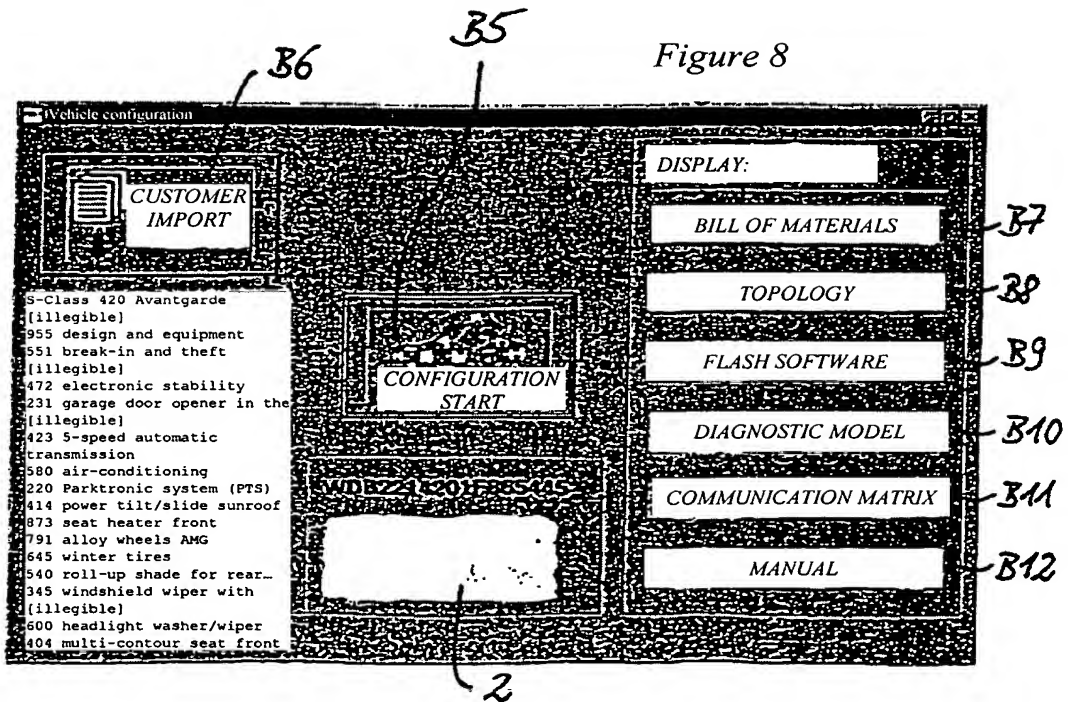 B5
B6
Figure 8
Vehicle configuration
CUSTOMER
IMPORT
S-Class 420 Avantgarde
[illegible]
955 design and equipment
551 break-in and theft
[illegible]
472 electronic stability
231 garage door opener in the
[illegible]
423 5-speed automatic
transmission
580 air-conditioning
220 Parktronic system (PTS)
414 power tilt/slide sunroof
873 seat heater front
791 alloy wheels AMG
645 winter tires
540 roll-up shade for rear…
345 windshield wiper with
[illegible]
600 headlight washer/wiper
404 multi-contour seat front
CONFIGURATION
START
2
DISPLAY:
BILL OF MATERIALS
B7
TOPOLOGY
B8
FLASH SOFTWARE
B9
DIAGNOSTIC MODEL
B10
COMMUNICATION MATRIX
B11
MANUAL
B12